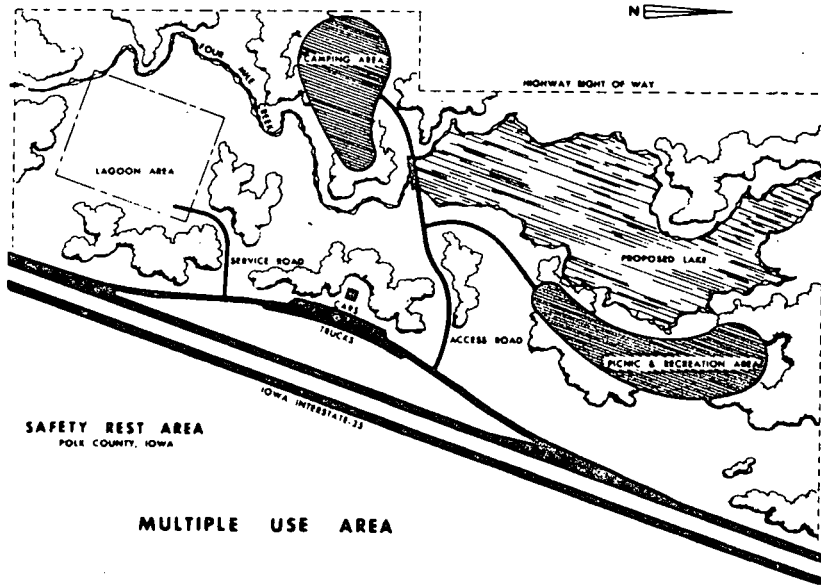 N
CAMPING AREA
FOUR MILE CREEK
HIGHWAY RIGHT OF WAY
LAGOON AREA
SERVICE ROAD
PROPOSED LAKE
CARS
TRUCKS
ACCESS ROAD
PICNIC & RECREATION AREA
IOWA INTERSTATE-35
SAFETY REST AREA
POLK COUNTY, IOWA
MULTIPLE USE AREA